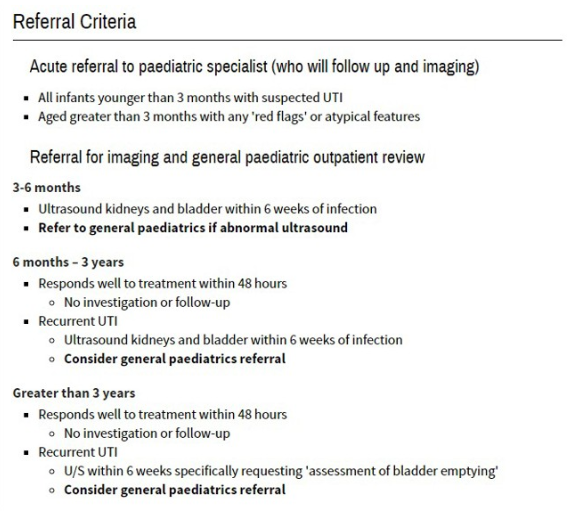 Referral Criteria
Acute referral to paediatric specialist (who will follow up and imaging)
All infants younger than 3 months with suspected UTI
Aged greater than 3 months with any 'red flags' or atypical features
Referral for imaging and general paediatric outpatient review
3-6 months
Ultrasound kidneys and bladder within 6 weeks of infection
Refer to general paediatrics if abnormal ultrasound
6 months – 3 years
Responds well to treatment within 48 hours
No investigation or follow-up
Recurrent UTI
Ultrasound kidneys and bladder within 6 weeks of infection
Consider general paediatrics referral
Greater than 3 years
Responds well to treatment within 48 hours
No investigation or follow-up
Recurrent UTI
U/S within 6 weeks specifically requesting 'assessment of bladder emptying'
Consider general paediatrics referral